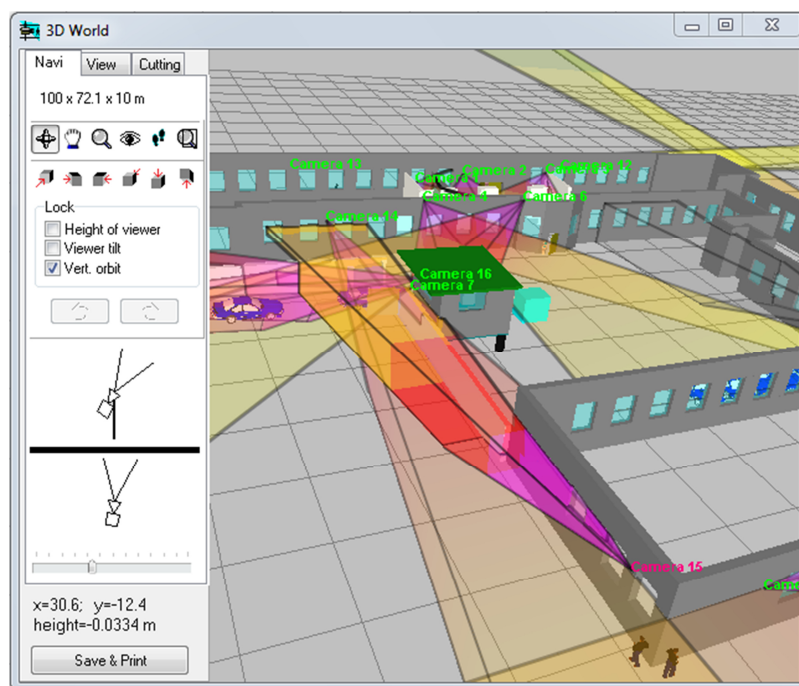 3D World
Navi View Cutting
100 x 72.1 x 10 m
Lock
Height of viewer
Viewer tilt
Vert. orbit
x=30.6; y=-12.4
height=-0.0334 m
Save & Print
Camera 13
Camera 2
Camera 12
Camera 4
Camera 6
Camera 14
Camera 16
Camera 7
Camera 15